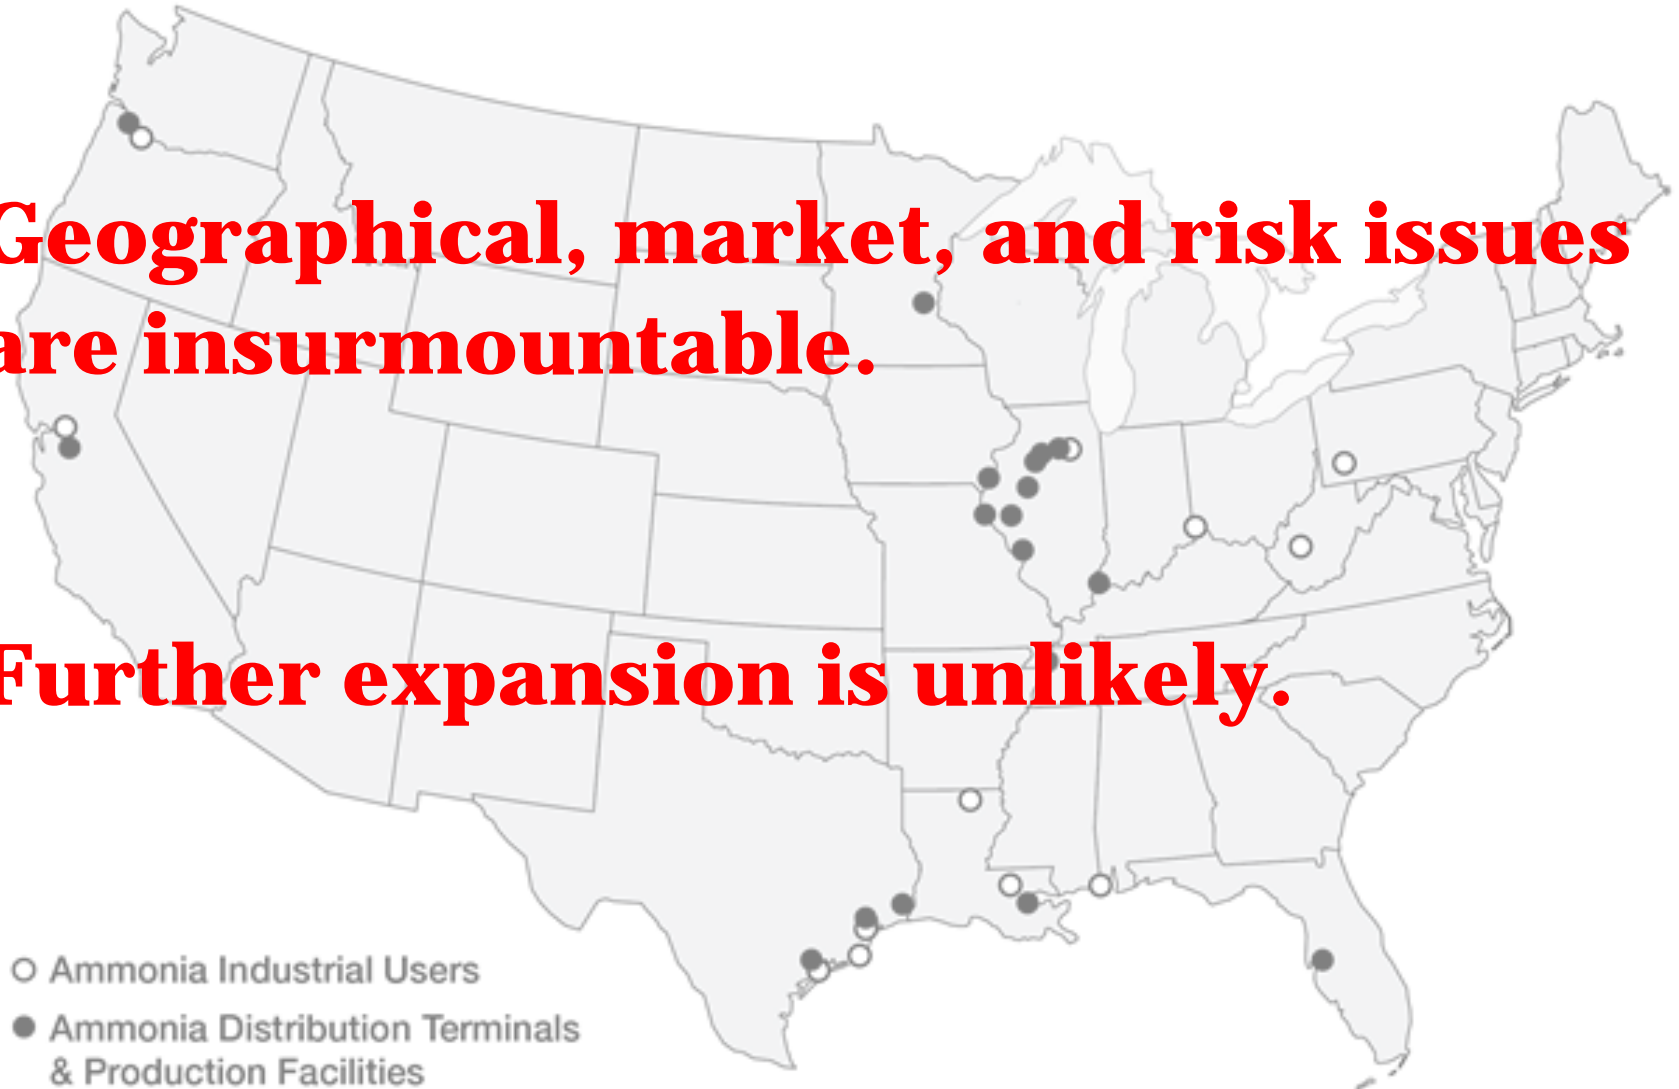 Geographical, market, and risk issues
are insurmountable.
Further expansion is unlikely.
Ammonia Industrial Users
Ammonia Distribution Terminals
& Production Facilities